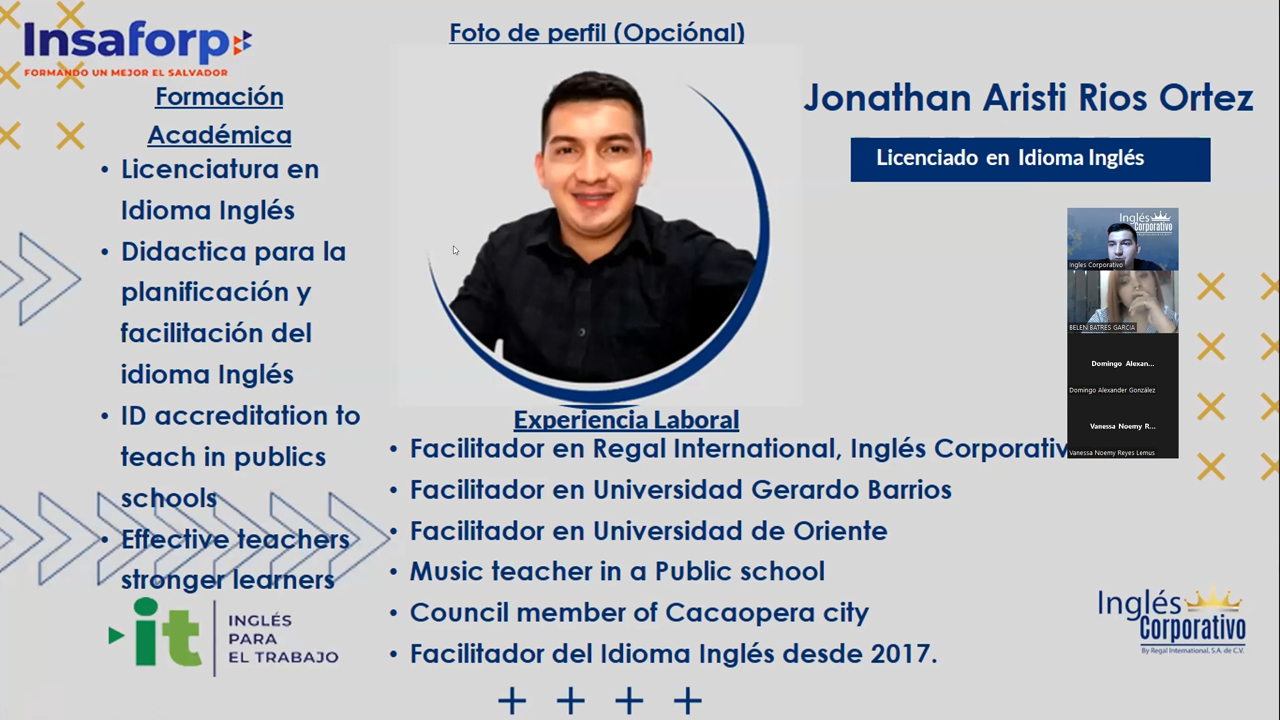 Insaforp
FORMANDO UN MEJOR EL SALVADOR
Foto de perfil (Opciónal)
Jonathan Aristi Rios Ortez
Licenciado en Idioma Inglés
Formación
Académica
• Licenciatura en
Idioma Inglés
• Didactica para la
planificación y
facilitación del
idioma Inglés
• ID accreditation to
teach in publics
schools
• Effective teachers
stronger learners
Inglés
Corporativo
Ingles Corporativo
BELEN BATRES GARCIA
Domingo Alexan...
Domingo Alexander González
Vanessa Noemy R...
Vanessa Noemy Reyes Lemus
Experiencia Laboral
• Facilitador en Regal International, Inglés Corporativ
• Facilitador en Universidad Gerardo Barrios
• Facilitador en Universidad de Oriente
• Music teacher in a Public school
• Council member of Cacaopera city
• Facilitador del Idioma Inglés desde 2017.
it
INGLÉS
PARA
EL TRABAJO
Inglés
Corporativo
By Regal International, S.A. de C.V.